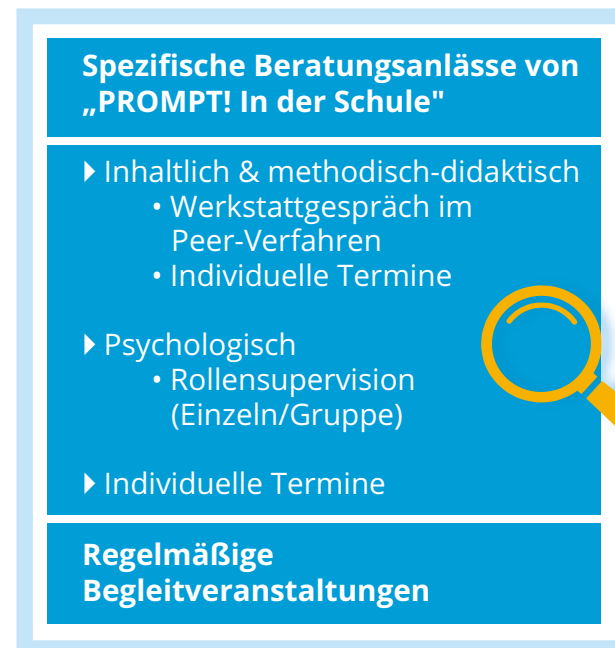 Spezifische Beratungsanlässe von
„PROMPT! In der Schule"
Inhaltlich & methodisch-didaktisch
• Werkstattgespräch im
Peer-Verfahren
• Individuelle Termine
Psychologisch
• Rollensupervision
(Einzeln/Gruppe)
Individuelle Termine
Regelmäßige
Begleitveranstaltungen